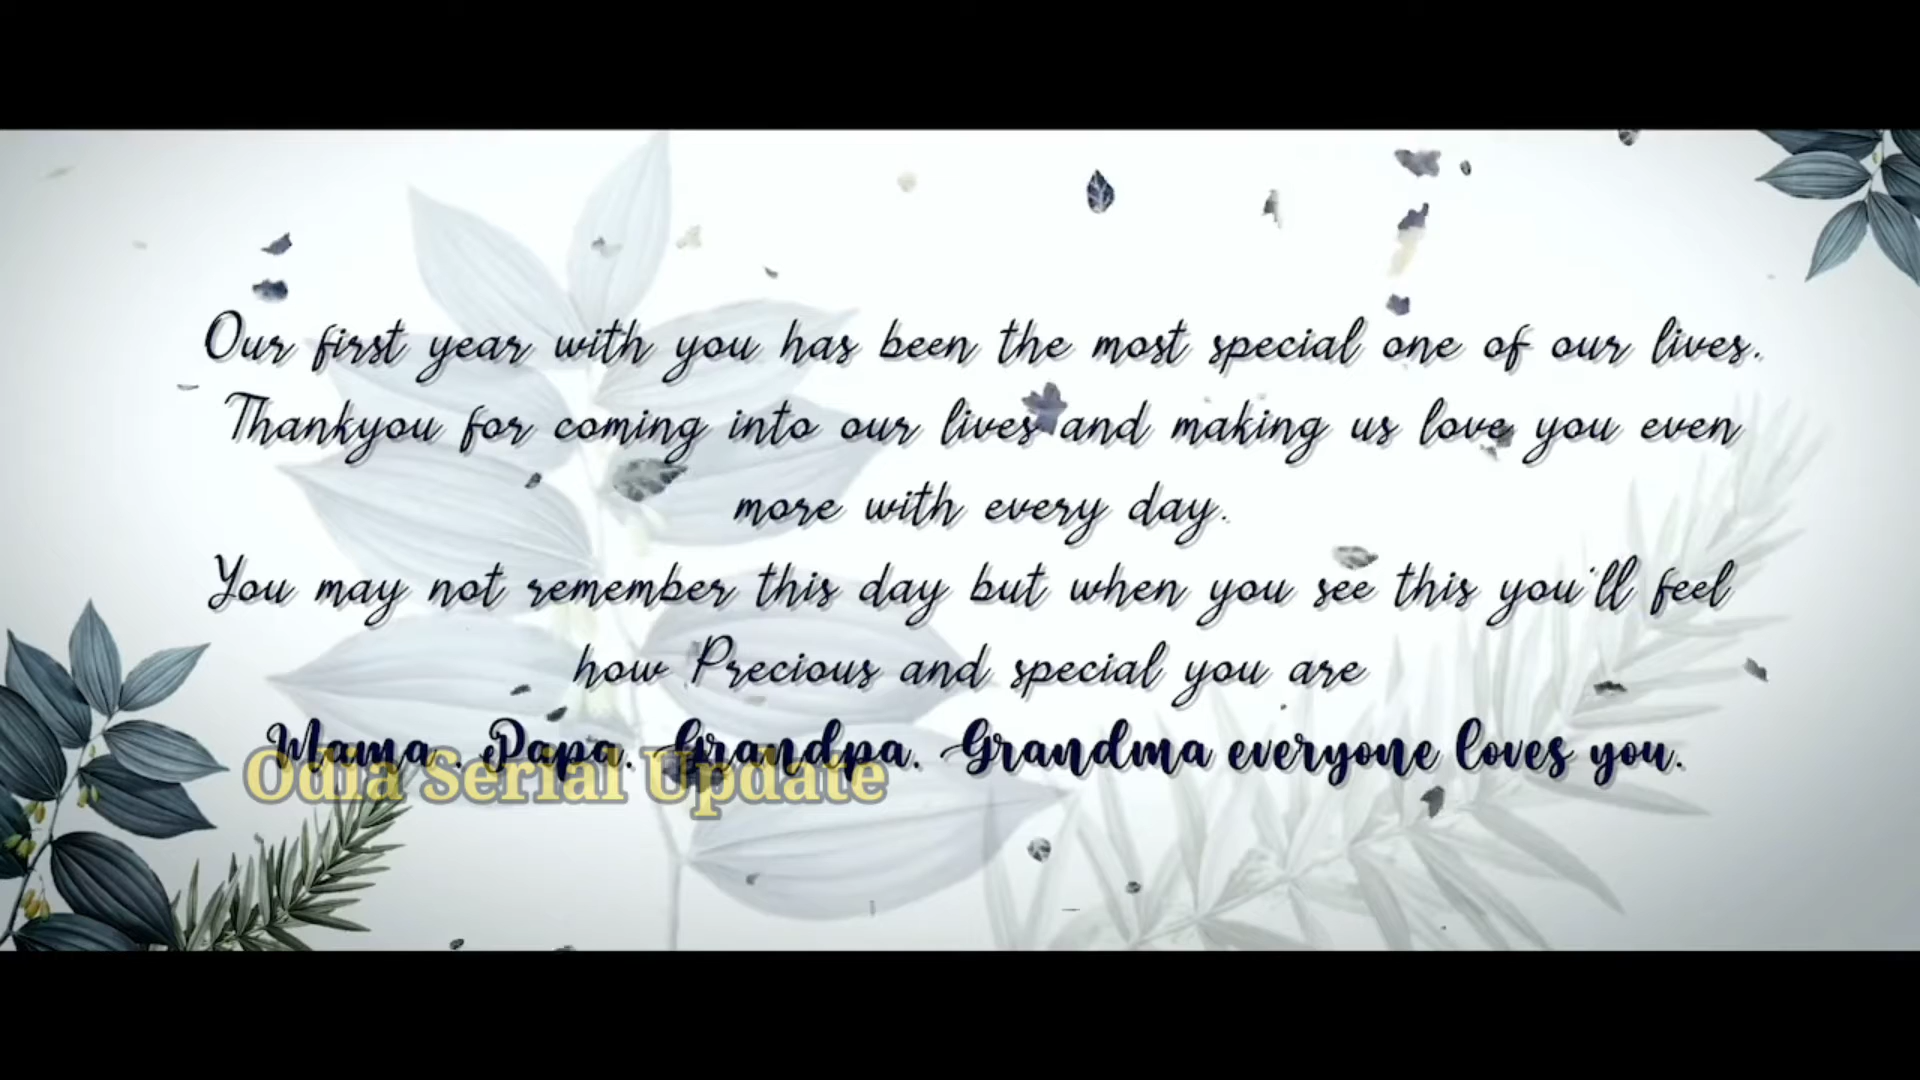 Our first year with you has been the most special one of our lives.
Thankyou for coming into our lives and making us love you even
more with every day.
You may not remember this day but when you see this you'll feel
how Precious and special you are
Mama. Papa. Grandpa. Grandma everyone loves you.
Odia Serial Update